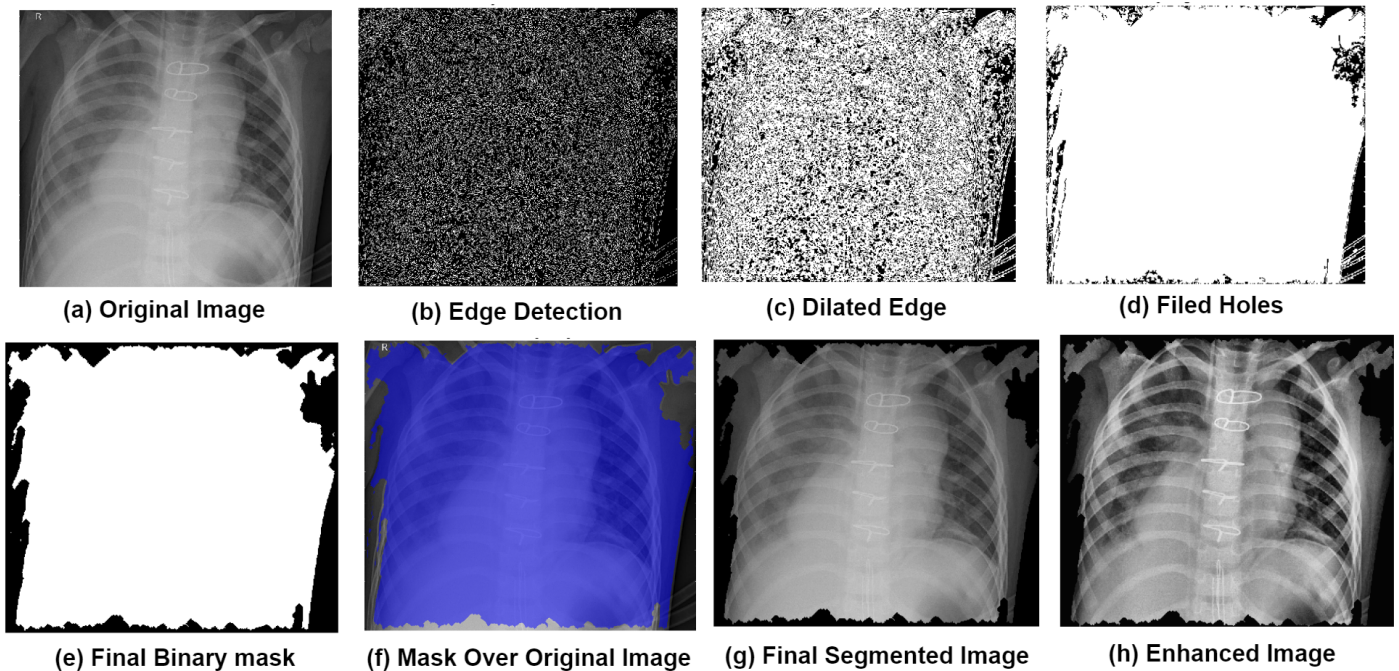 R
(a) Original Image
(b) Edge Detection
(c) Dilated Edge
(d) Filed Holes
R
(e) Final Binary mask
(f) Mask Over Original Image
(g) Final Segmented Image
(h) Enhanced Image